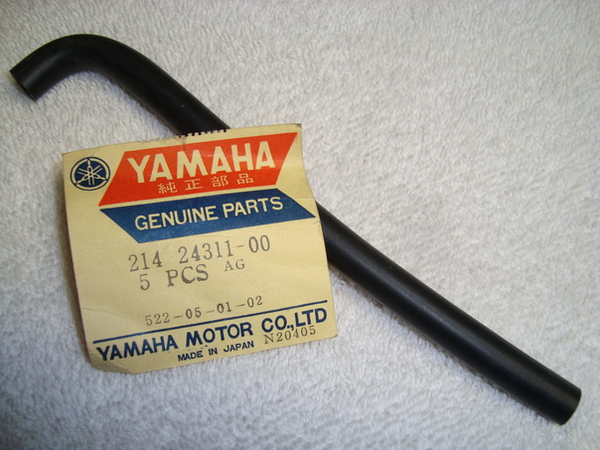 YAMAHA
純正部品
GENUINE PARTS
214 24311-00
5 PCS AG
522-05-01-02
YAMAHA MOTOR CO.,LTD
MADE IN JAPAN N20405